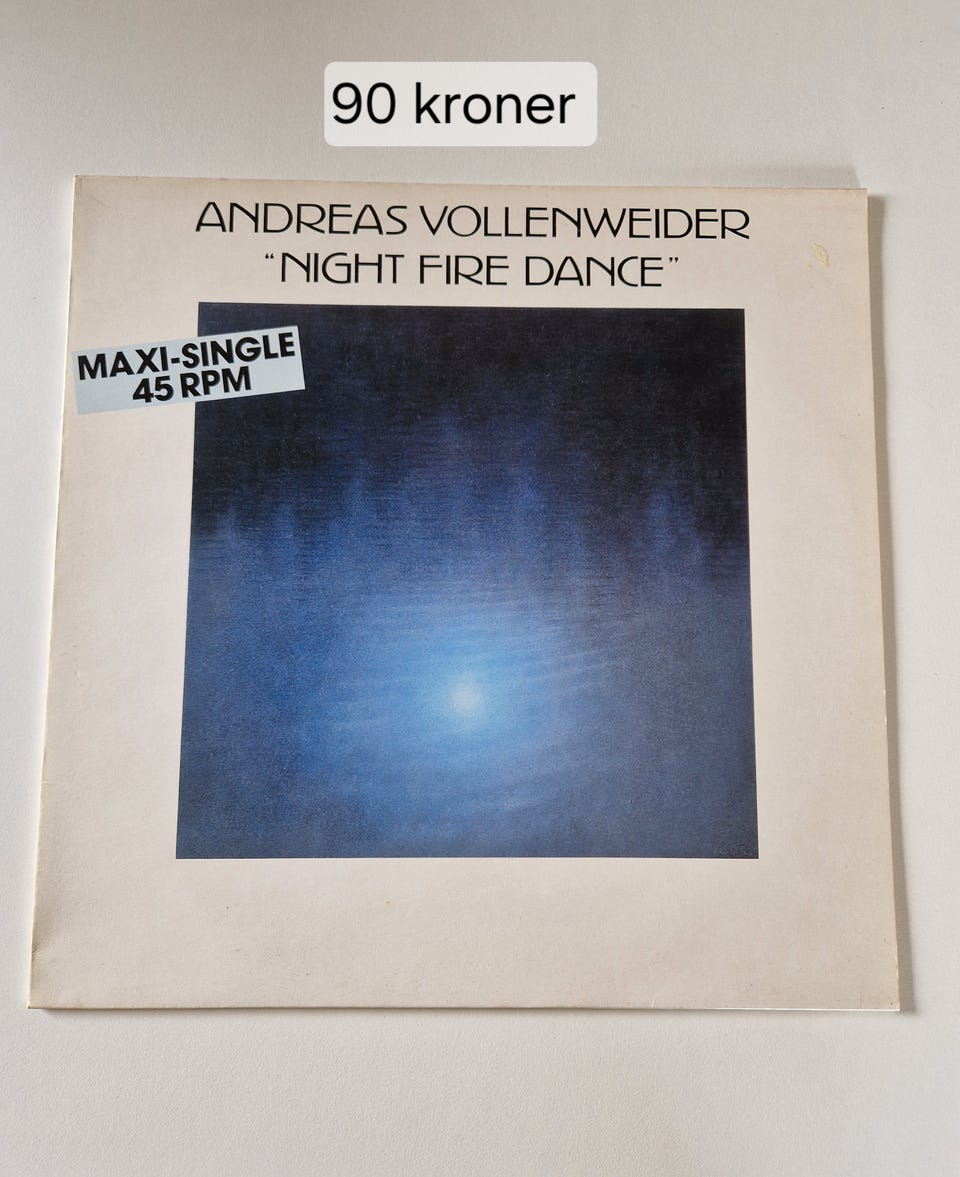 90 kroner
ANDREAS VOLLENWEIDER
“NIGHT FIRE DANCE”
MAXI-SINGLE
45 RPM